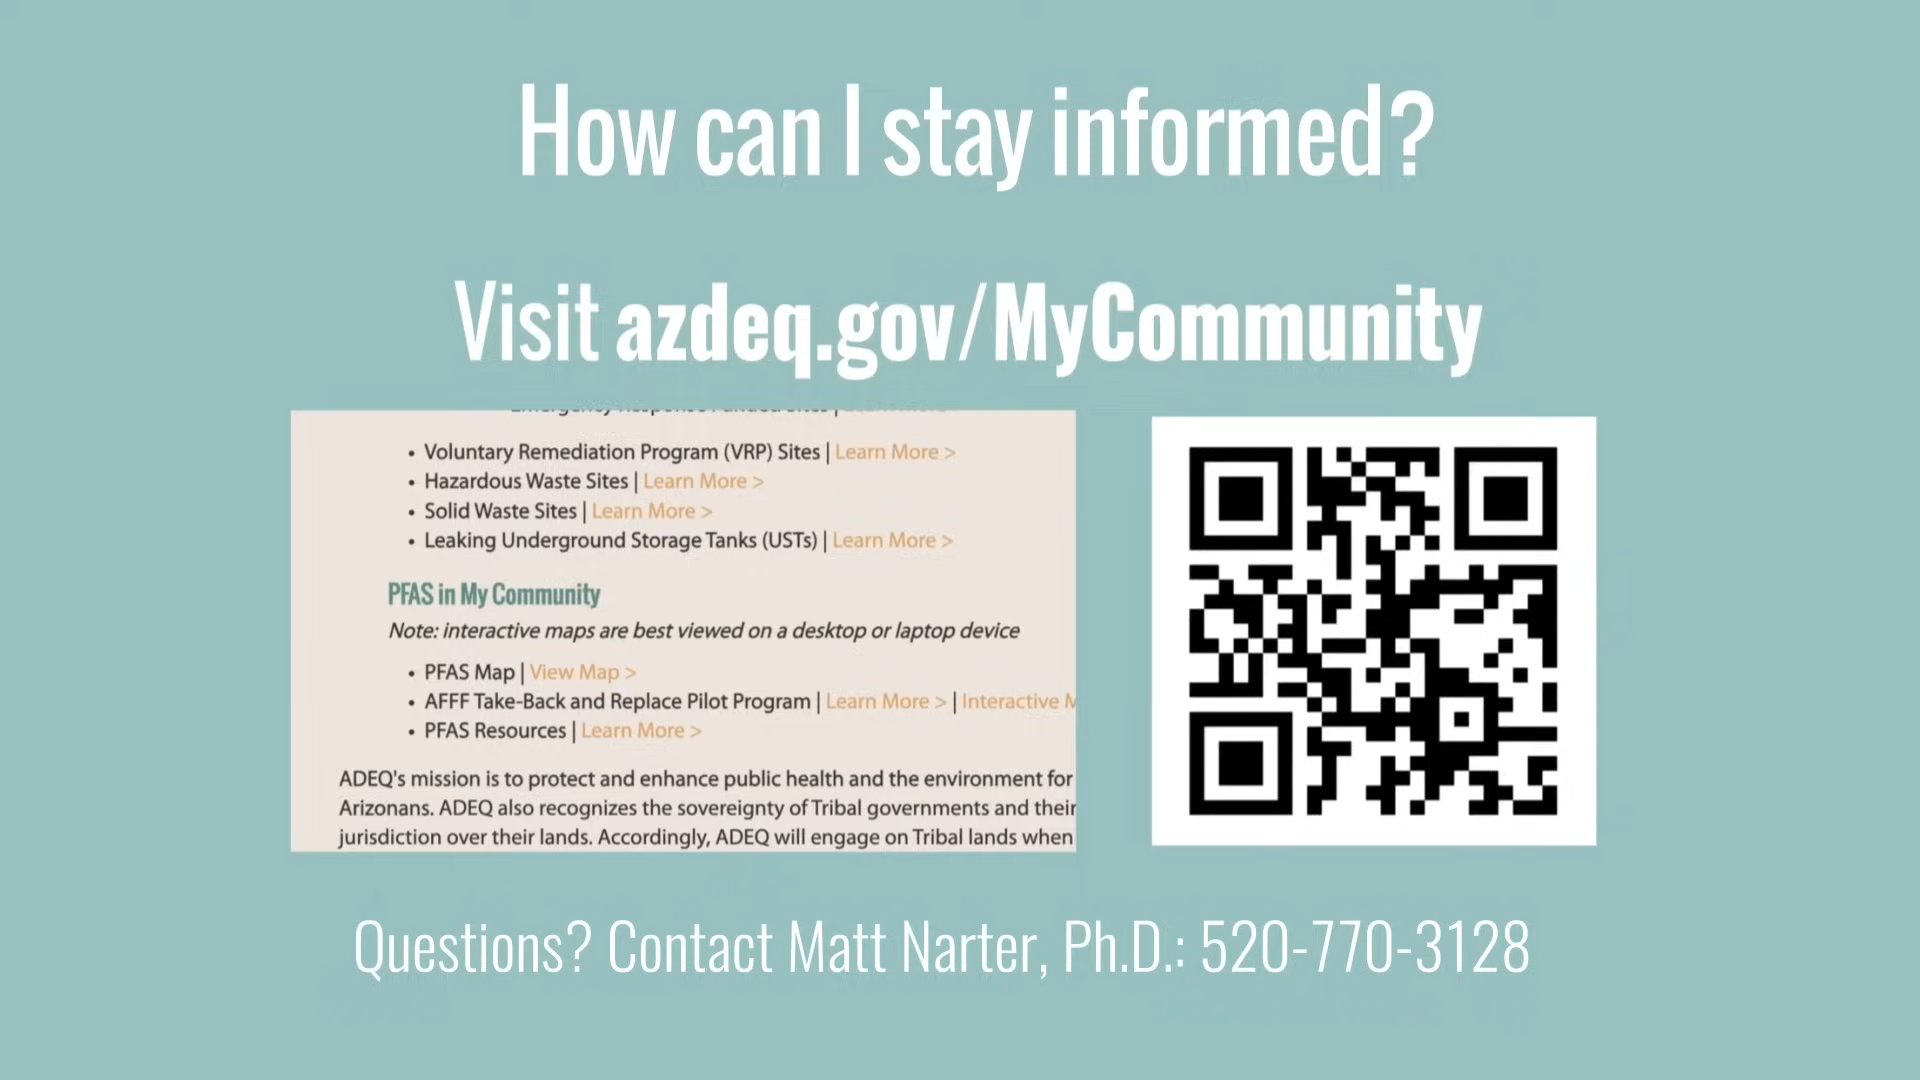 How can I stay informed?
Visit azdeq.gov/MyCommunity
Emergency Response Funded Sites |
• Voluntary Remediation Program (VRP) Sites | Learn More >
• Hazardous Waste Sites | Learn More >
• Solid Waste Sites | Learn More >
• Leaking Underground Storage Tanks (USTs) | Learn More >
PFAS in My Community
Note: interactive maps are best viewed on a desktop or laptop device
• PFAS Map | View Map >
• AFFF Take-Back and Replace Pilot Program | Learn More > | Interactive M
• PFAS Resources | Learn More >
ADEQ's mission is to protect and enhance public health and the environment for
Arizonans. ADEQ also recognizes the sovereignty of Tribal governments and their
jurisdiction over their lands. Accordingly, ADEQ will engage on Tribal lands when
Questions? Contact Matt Narter, Ph.D.: 520-770-3128